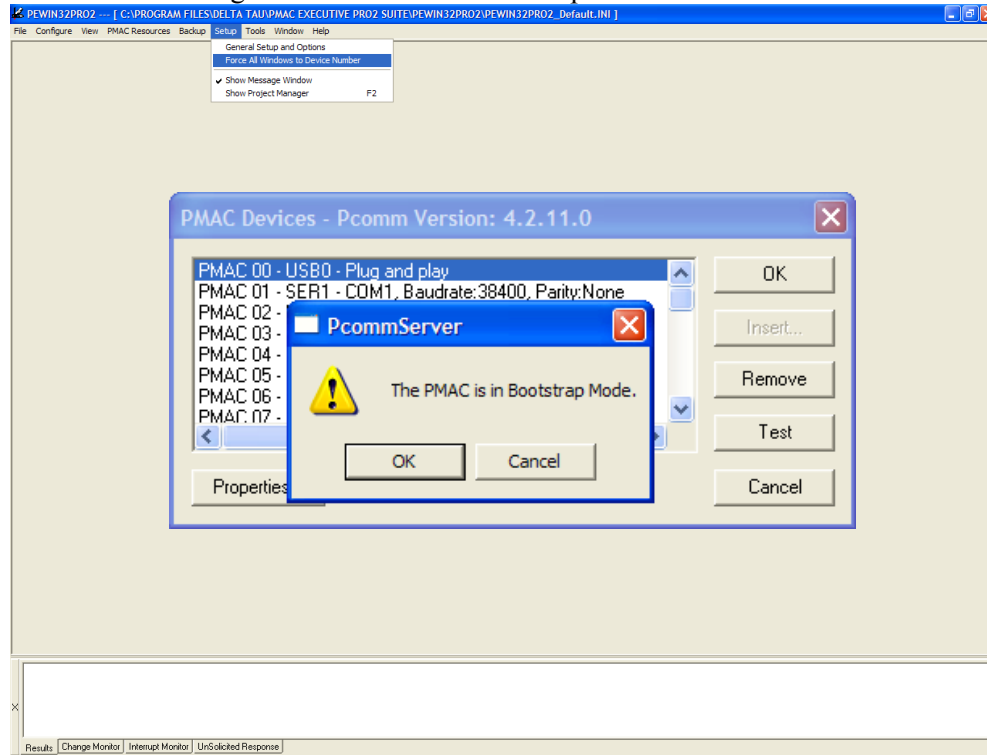 PEWIN32PRO2 --- [ C:\PROGRAM FILES\DELTA TAU\PMAC EXECUTIVE PRO2 SUITE\PEWIN32PRO2\PEWIN32PRO2_Default.INI ]
File Configure View PMAC Resources Backup Setup Tools Window Help
General Setup and Options
Force All Windows to Device Number
Show Message Window
Show Project Manager F2
PMAC Devices - Pcomm Version: 4.2.11.0
PMAC 00 - USB0 - Plug and play
PMAC 01 - SER1 - COM1, Baudrate:38400, Parity:None
PMAC 02 -
PMAC 03 -
PMAC 04 -
PMAC 05 -
PMAC 06 -
PMAC 07 -
OK
Insert...
Remove
Test
Properties
Cancel
PcommServer
The PMAC is in Bootstrap Mode.
OK Cancel
Results Change Monitor Interrupt Monitor UnSolicited Response